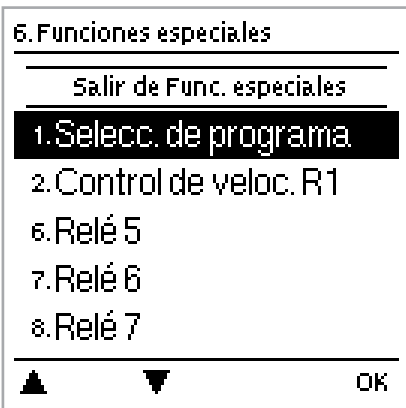 6. Funciones especiales
Salir de Func. especiales
1. Selecc. de programa
2. Control de veloc. R1
6. Relé 5
7. Relé 6
8. Relé 7
▲ ▼ OK